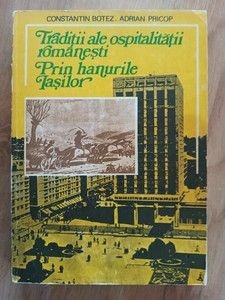 CONSTANTIN BOTEZ . ADRIAN PRICOP
Tradiții ale ospitalității
românești
Prin hanurile
Iașilor